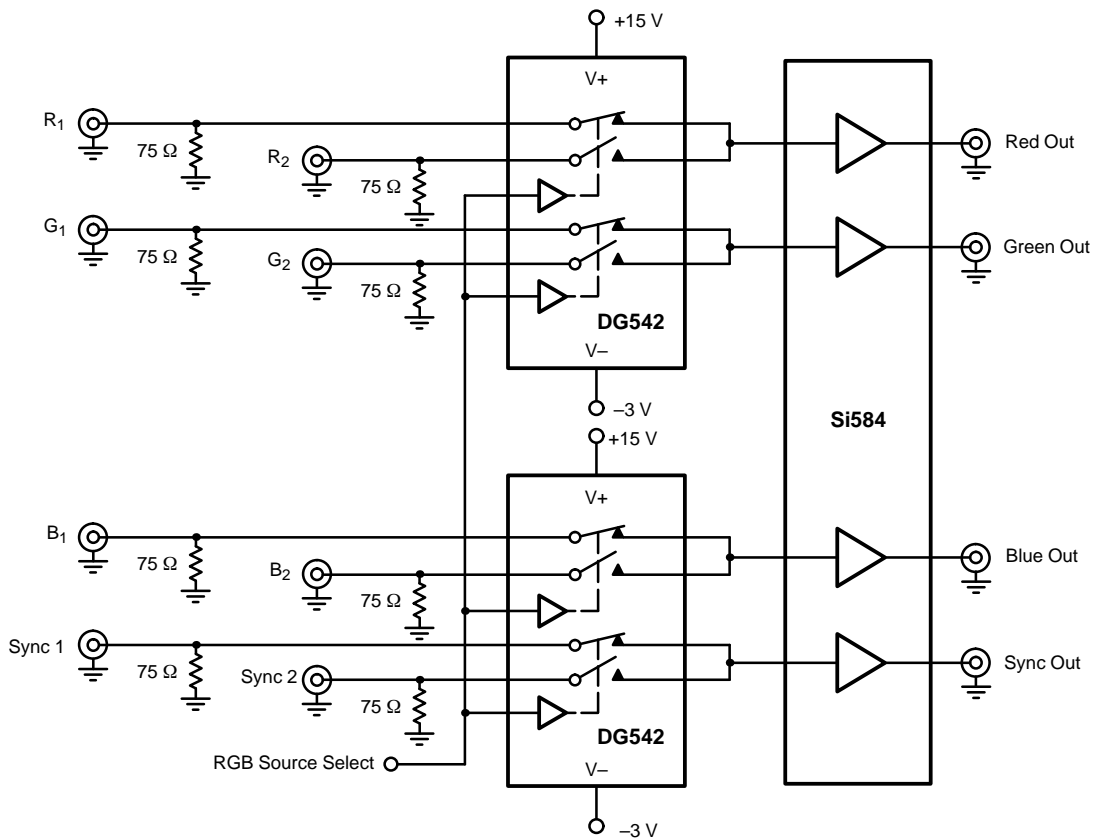 +15 V
V+
R1
75 Ω
R2
75 Ω
Red Out
G1
75 Ω
G2
75 Ω
Green Out
DG542
V–
–3 V
Si584
+15 V
V+
B1
75 Ω
B2
75 Ω
Blue Out
Sync 1
75 Ω
Sync 2
75 Ω
Sync Out
DG542
RGB Source Select
V–
–3 V